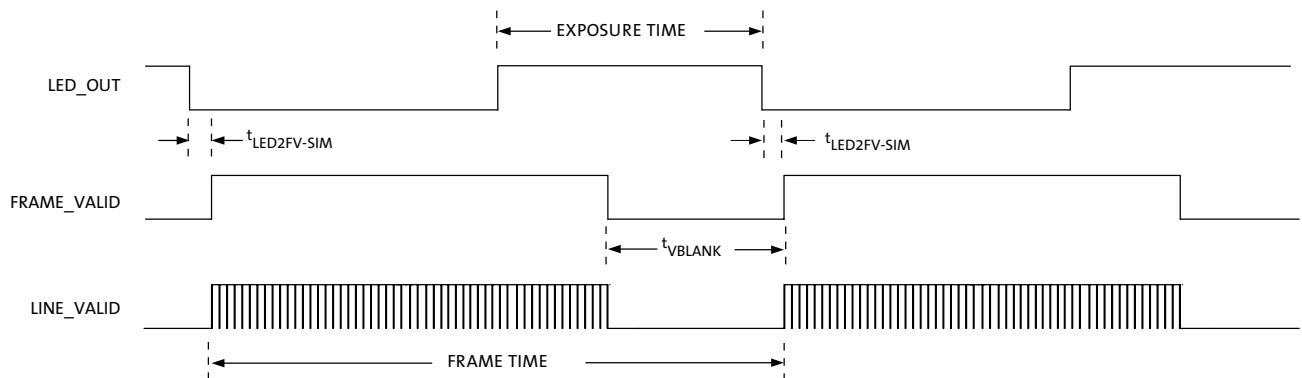 EXPOSURE TIME
LED_OUT
tLED2FV-SIM
tLED2FV-SIM
FRAME_VALID
tVBLANK
LINE_VALID
FRAME TIME